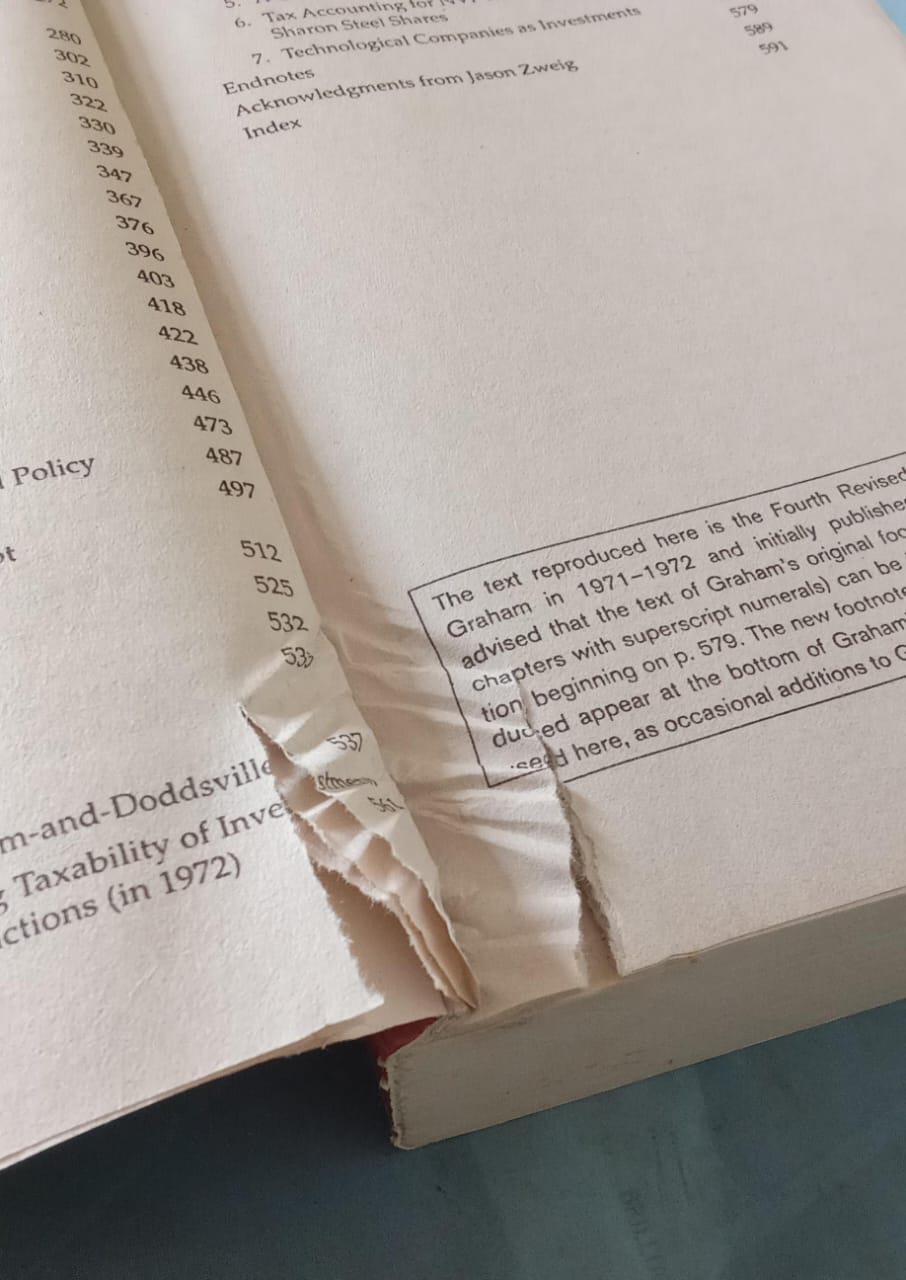 280
302
310
322
330
339
347
367
376
396
403
418
422
438
446
473
Policy 487
497
512
525
532
537
m-and-Doddsville
Taxability of Inve
561
ctions (in 1972)
5.
6. Tax Accounting for
Sharon Steel Shares
7. Technological Companies as Investments
Endnotes 579
Acknowledgments from Jason Zweig 589
Index 591
The text reproduced here is the Fourth Revised
Graham in 1971–1972 and initially publishe
advised that the text of Graham's original foo
chapters with superscript numerals) can be
tion beginning on p. 579. The new footnote
duced appear at the bottom of Graham'
here, as occasional additions to G